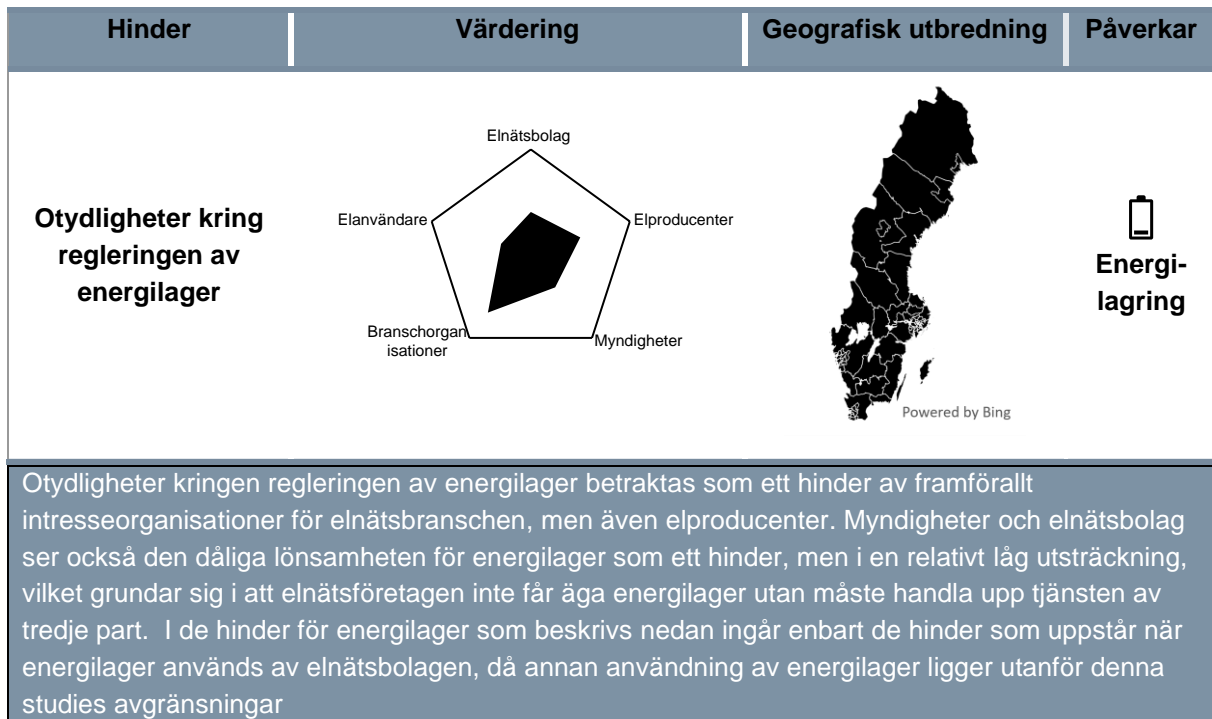 Hinder
Värdering
Geografisk utbredning
Påverkar
Otydligheter kring
regleringen av
energilager
Elnätsbolag
Elanvändare
Elproducenter
Branschorgan
isationer
Myndigheter
Powered by Bing
Energi-
lagring
Otydligheter kringen regleringen av energilager betraktas som ett hinder av framförallt
intresseorganisationer för elnätsbranschen, men även elproducenter. Myndigheter och elnätsbolag
ser också den dåliga lönsamheten för energilager som ett hinder, men i en relativt låg utsträckning,
vilket grundar sig i att elnätsföretagen inte får äga energilager utan måste handla upp tjänsten av
tredje part.  I de hinder för energilager som beskrivs nedan ingår enbart de hinder som uppstår när
energilager används av elnätsbolagen, då annan användning av energilager ligger utanför denna
studies avgränsningar